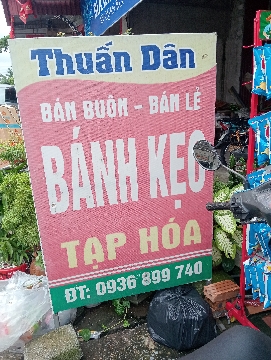 Thuấn Dân
BÁN BUÔN - BÁN LẺ
BÁNH KẸO
TẠP HÓA
ĐT: 0936 899 740